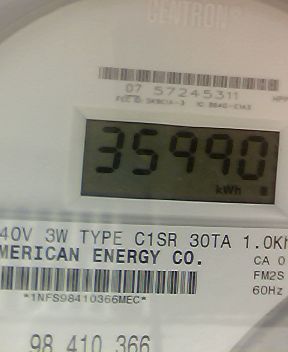 CENTRON®
07 57245311
35990
kWh
40V 3W TYPE C1SR 30TA 1.0Kh
MERICAN ENERGY CO.
CA 0
FM2S
60Hz
*1NFS98410366MEC*
98 410 366